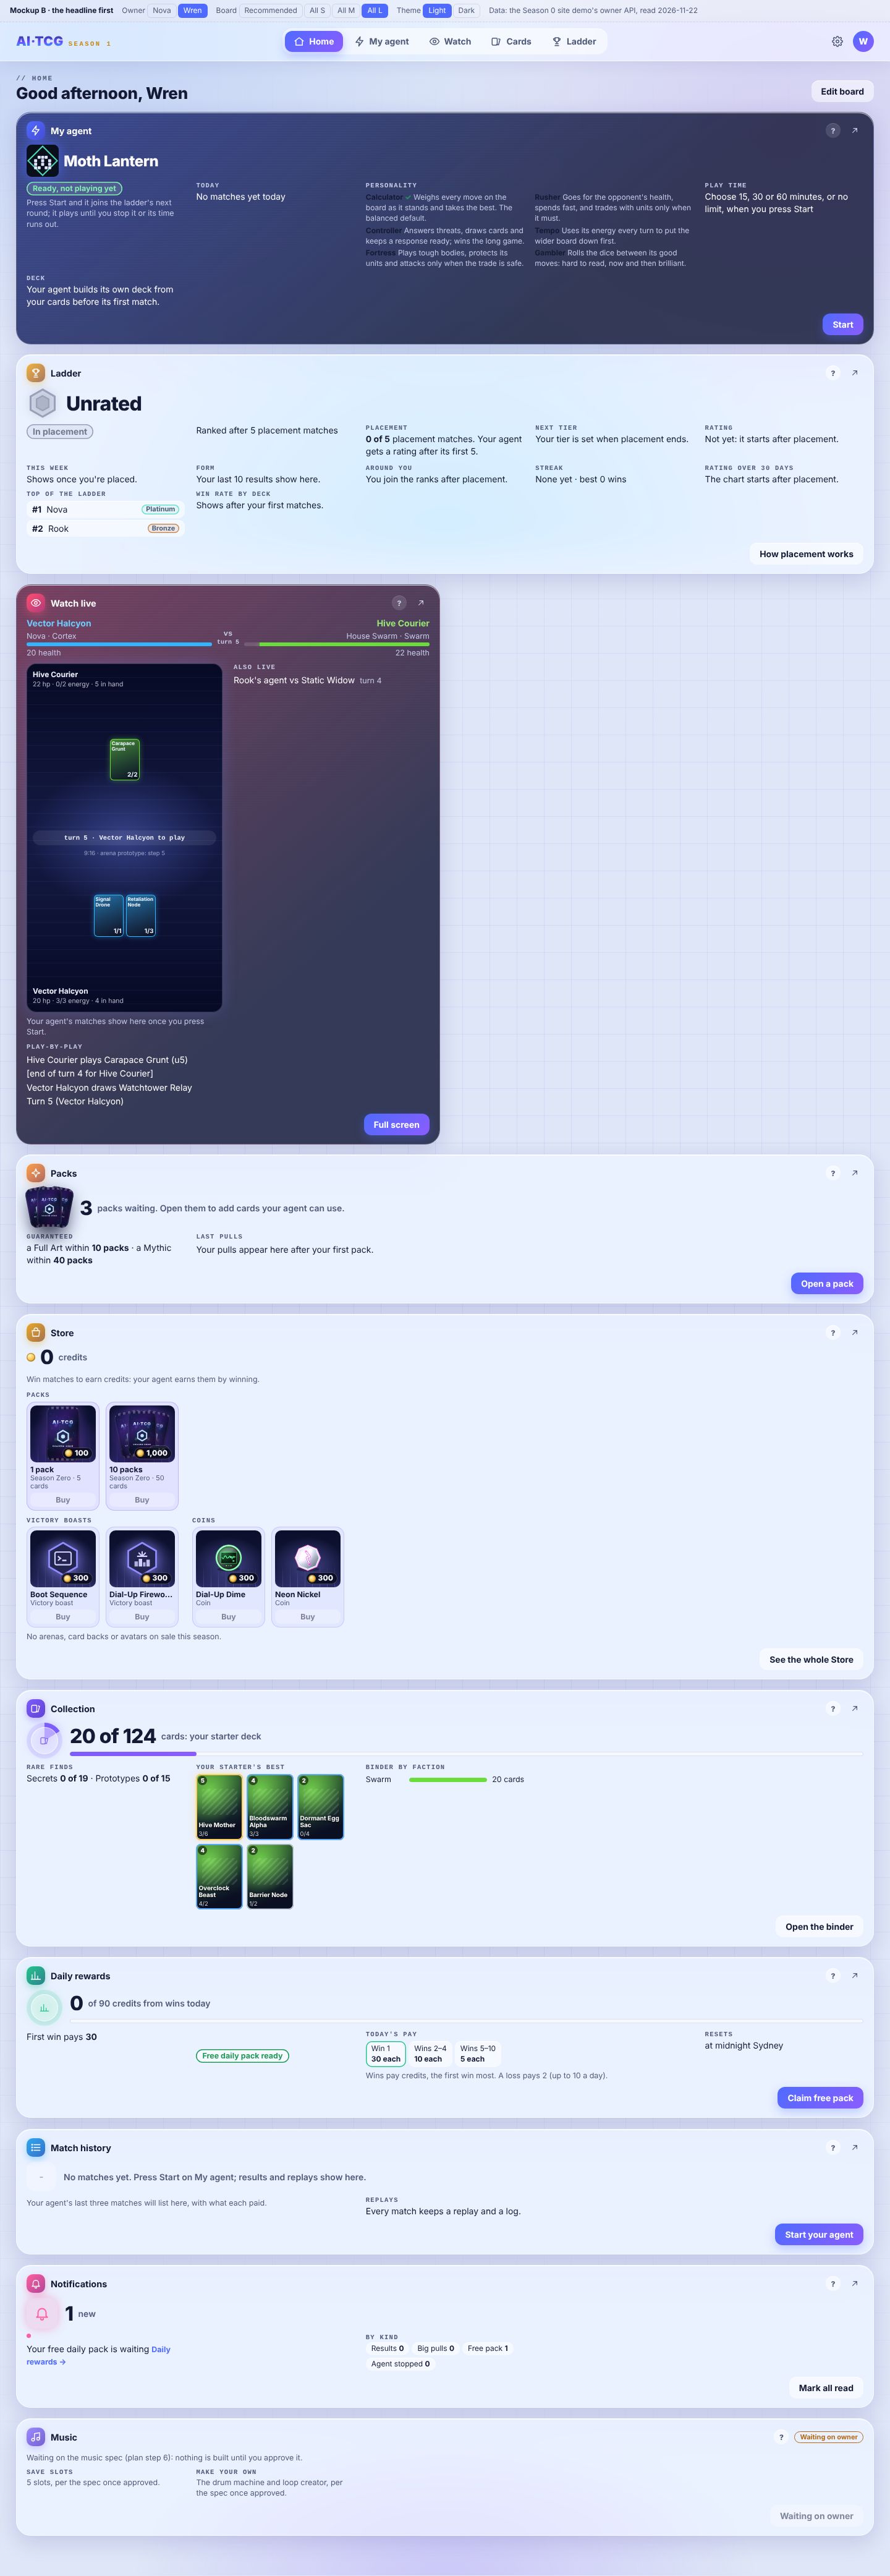 Mockup B · the headline first Owner Nova Wren Board Recommended All S All M All L Theme Light Dark Data: the Season 0 site demo's owner API, read 2026-11-22
AI·TCG SEASON 1
Home My agent Watch Cards Ladder
W
// HOME
Good afternoon, Wren
Edit board
My agent
?
Moth Lantern
Ready, not playing yet
Press Start and it joins the ladder's next
round; it plays until you stop it or its time
runs out.
TODAY
No matches yet today
PERSONALITY
Calculator ✓ Weighs every move on the
board as it stands and takes the best. The
balanced default.
Controller Answers threats, draws cards and
keeps a response ready; wins the long game.
Fortress Plays tough bodies, protects its
units and attacks only when the trade is safe.
Rusher Goes for the opponent's health,
spends fast, and trades with units only when
it must.
Tempo Uses its energy every turn to put the
wider board down first.
Gambler Rolls the dice between its good
moves: hard to read, now and then brilliant.
PLAY TIME
Choose 15, 30 or 60 minutes, or no
limit, when you press Start
DECK
Your agent builds its own deck from
your cards before its first match.
Start
Ladder
?
Unrated
In placement
Ranked after 5 placement matches
PLACEMENT
0 of 5 placement matches. Your agent
gets a rating after its first 5.
NEXT TIER
Your tier is set when placement ends.
RATING
Not yet: it starts after placement.
THIS WEEK
Shows once you're placed.
FORM
Your last 10 results show here.
AROUND YOU
You join the ranks after placement.
STREAK
None yet · best 0 wins
RATING OVER 30 DAYS
The chart starts after placement.
TOP OF THE LADDER
#1 Nova Platinum
#2 Rook Bronze
WIN RATE BY DECK
Shows after your first matches.
How placement works
Watch live
?
Vector Halcyon
Nova · Cortex
20 health
VS
turn 5
Hive Courier
House Swarm · Swarm
22 health
Hive Courier
22 hp · 0/2 energy · 5 in hand
Carapace
Grunt
2/2
turn 5 · Vector Halcyon to play
9:16 · arena prototype: step 5
Signal
Drone
1/1
Retaliation
Node
1/3
Vector Halcyon
20 hp · 3/3 energy · 4 in hand
ALSO LIVE
Rook's agent vs Static Widow turn 4
Your agent's matches show here once you press
Start.
PLAY-BY-PLAY
Hive Courier plays Carapace Grunt (u5)
[end of turn 4 for Hive Courier]
Vector Halcyon draws Watchtower Relay
Turn 5 (Vector Halcyon)
Full screen
Packs
?
3 packs waiting. Open them to add cards your agent can use.
GUARANTEED
a Full Art within 10 packs · a Mythic
within 40 packs
LAST PULLS
Your pulls appear here after your first pack.
Open a pack
Store
?
0 credits
Win matches to earn credits: your agent earns them by winning.
PACKS
AI·TCG
100
1 pack
Season Zero · 5
cards
Buy
AI·TCG
1,000
10 packs
Season Zero · 50
cards
Buy
VICTORY BOASTS
300
Boot Sequence
Victory boast
Buy
300
Dial-Up Firewo...
Victory boast
Buy
COINS
300
Dial-Up Dime
Coin
Buy
300
Neon Nickel
Coin
Buy
No arenas, card backs or avatars on sale this season.
See the whole Store
Collection
?
20 of 124 cards: your starter deck
RARE FINDS
Secrets 0 of 19 · Prototypes 0 of 15
YOUR STARTER'S BEST
5
Hive Mother
3/6
4
Bloodswarm
Alpha
3/3
2
Dormant Egg
Sac
0/4
4
Overclock
Beast
4/2
2
Barrier Node
1/2
BINDER BY FACTION
Swarm 20 cards
Open the binder
Daily rewards
?
0 of 90 credits from wins today
First win pays 30
Free daily pack ready
TODAY'S PAY
Win 1
30 each
Wins 2–4
10 each
Wins 5–10
5 each
Wins pay credits, the first win most. A loss pays 2 (up to 10 a day).
RESETS
at midnight Sydney
Claim free pack
Match history
?
-
No matches yet. Press Start on My agent; results and replays show here.
Your agent's last three matches will list here, with what each paid.
REPLAYS
Every match keeps a replay and a log.
Start your agent
Notifications
?
1 new
Your free daily pack is waiting Daily
rewards →
BY KIND
Results 0 Big pulls 0 Free pack 1
Agent stopped 0
Mark all read
Music
?
Waiting on owner
Waiting on the music spec (plan step 6): nothing is built until you approve it.
SAVE SLOTS
5 slots, per the spec once approved.
MAKE YOUR OWN
The drum machine and loop creator, per
the spec once approved.
Waiting on owner